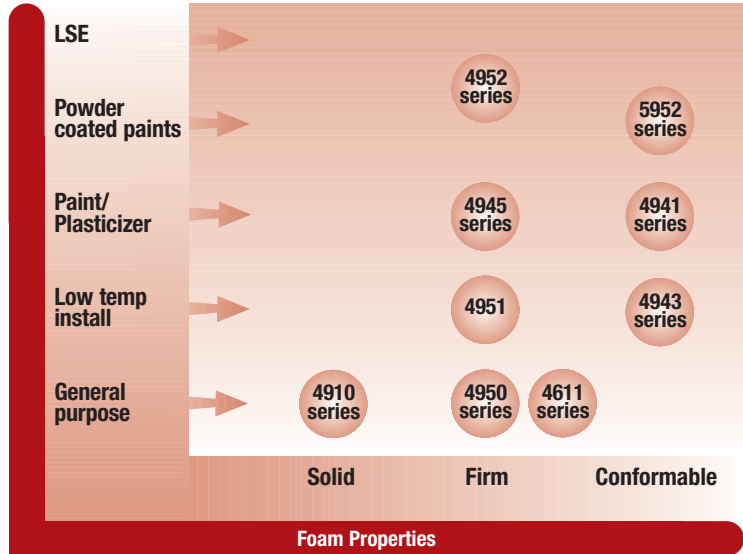 LSE
4952
series
Powder
coated paints
5952
series
Paint/
Plasticizer
4945
series
4941
series
Low temp
install
4951
4943
series
General
purpose
4910
series
4950
series
4611
series
Solid
Firm
Conformable
Foam Properties